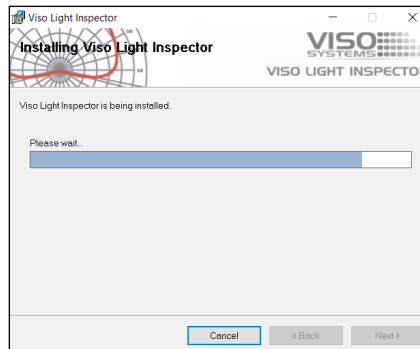 Viso Light Inspector
Installing Viso Light Inspector
VISO
SYSTEMS
VISO LIGHT INSPECTO
Viso Light Inspector is being installed.
Please wait...
Cancel
< Back
Next >